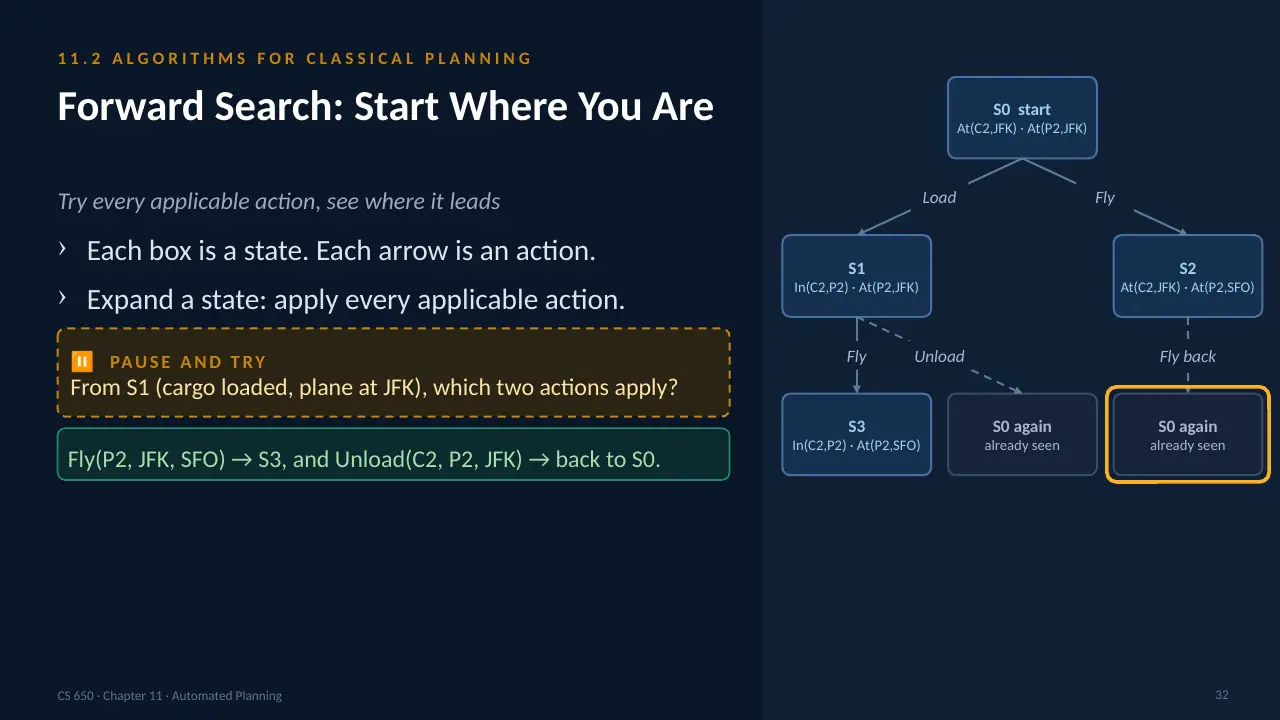 11.2 ALGORITHMS FOR CLASSICAL PLANNING
Forward Search: Start Where You Are
Try every applicable action, see where it leads
› Each box is a state. Each arrow is an action.
› Expand a state: apply every applicable action.
⏸ PAUSE AND TRY
From S1 (cargo loaded, plane at JFK), which two actions apply?
Fly(P2, JFK, SFO) → S3, and Unload(C2, P2, JFK) → back to S0.
S0 start
At(C2,JFK) · At(P2,JFK)
Load
Fly
S1
In(C2,P2) · At(P2,JFK)
S2
At(C2,JFK) · At(P2,SFO)
Fly
Unload
Fly back
S3
In(C2,P2) · At(P2,SFO)
S0 again
already seen
S0 again
already seen
CS 650 · Chapter 11 · Automated Planning
32